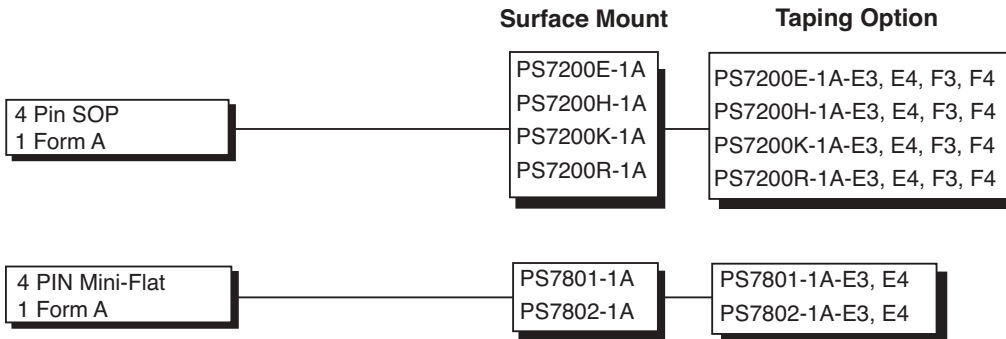 Surface Mount
Taping Option
4 Pin SOP
1 Form A
PS7200E-1A
PS7200H-1A
PS7200K-1A
PS7200R-1A
PS7200E-1A-E3, E4, F3, F4
PS7200H-1A-E3, E4, F3, F4
PS7200K-1A-E3, E4, F3, F4
PS7200R-1A-E3, E4, F3, F4
4 PIN Mini-Flat
1 Form A
PS7801-1A
PS7802-1A
PS7801-1A-E3, E4
PS7802-1A-E3, E4